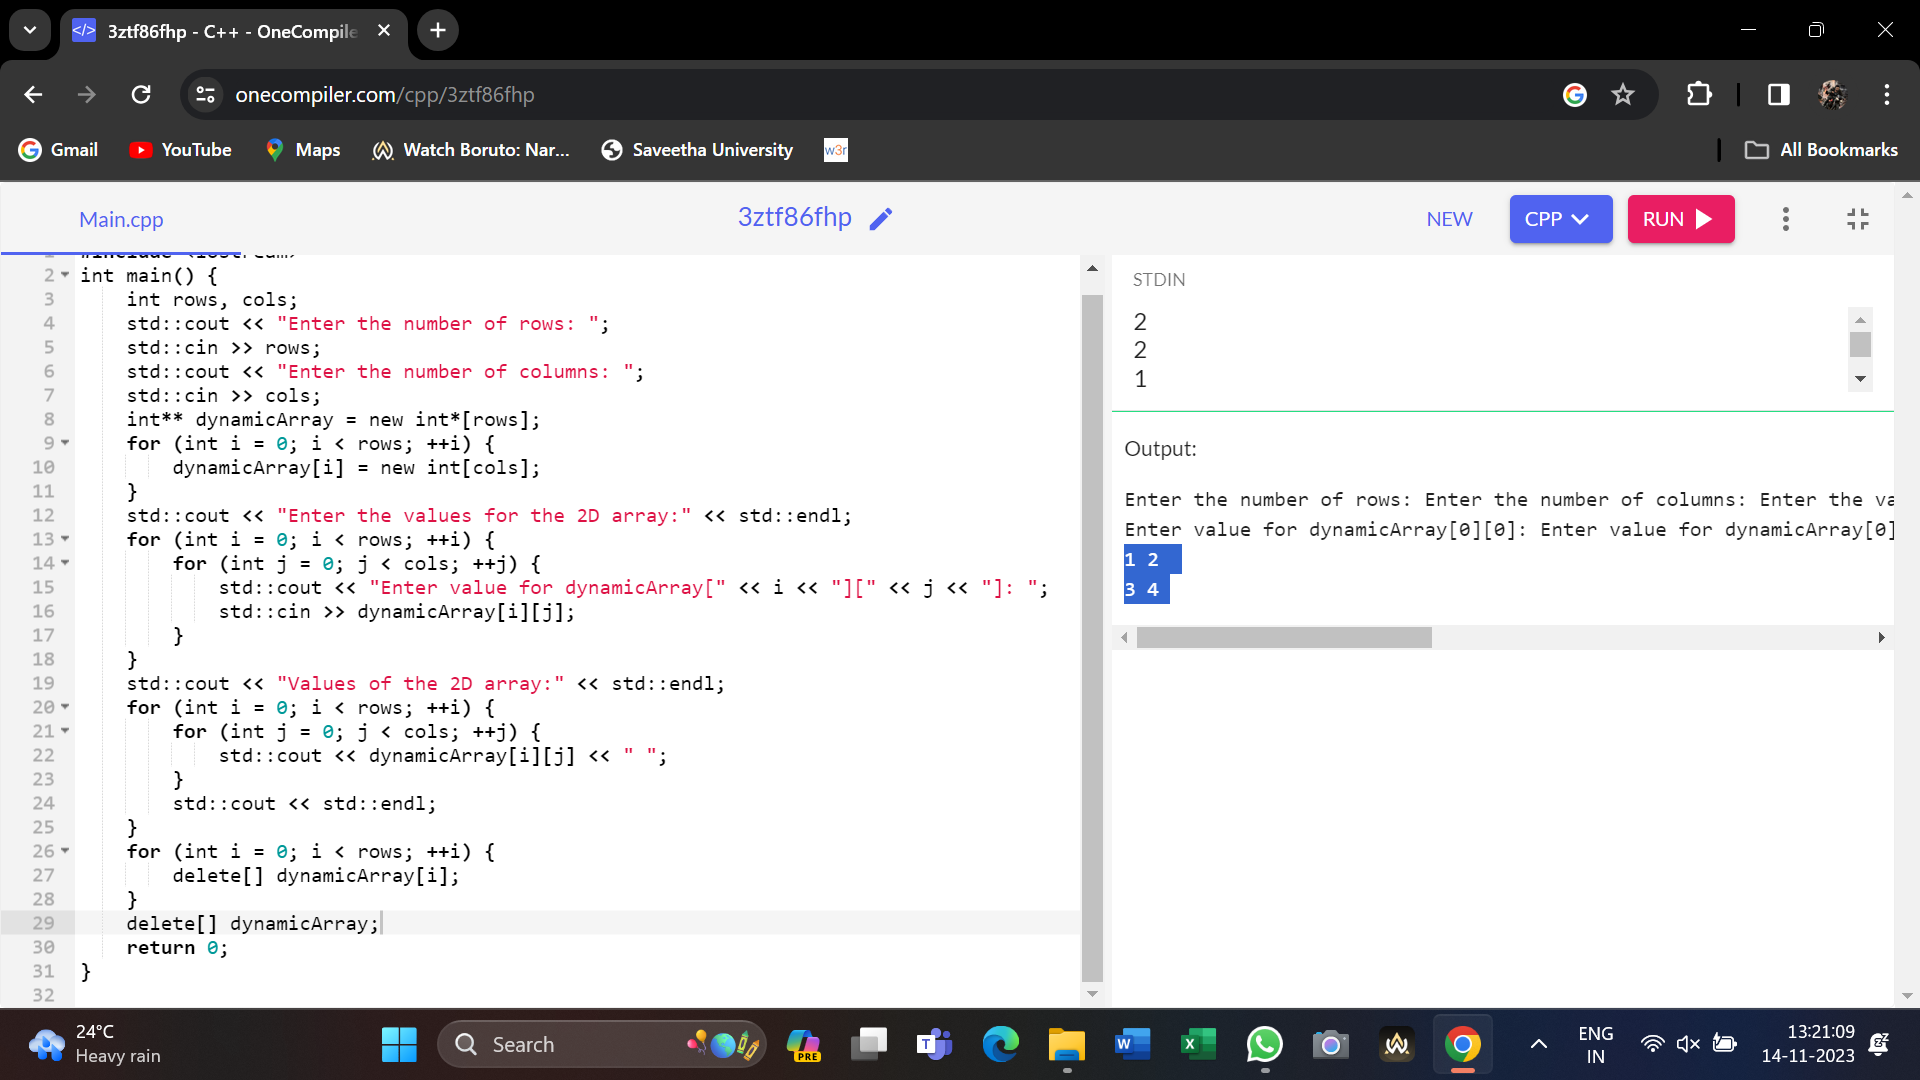 3ztf86fhp - C++ - OneCompile
onecompiler.com/cpp/3ztf86fhp
Gmail YouTube Maps Watch Boruto: Nar... Saveetha University w3r All Bookmarks
Main.cpp 3ztf86fhp NEW CPP RUN
1 #include <iostream>
2 int main() {
3 int rows, cols;
4 std::cout << "Enter the number of rows: ";
5 std::cin >> rows;
6 std::cout << "Enter the number of columns: ";
7 std::cin >> cols;
8 int** dynamicArray = new int*[rows];
9 for (int i = 0; i < rows; ++i) {
10 dynamicArray[i] = new int[cols];
11 }
12 std::cout << "Enter the values for the 2D array:" << std::endl;
13 for (int i = 0; i < rows; ++i) {
14 for (int j = 0; j < cols; ++j) {
15 std::cout << "Enter value for dynamicArray[" << i << "][" << j << "]: ";
16 std::cin >> dynamicArray[i][j];
17 }
18 }
19 std::cout << "Values of the 2D array:" << std::endl;
20 for (int i = 0; i < rows; ++i) {
21 for (int j = 0; j < cols; ++j) {
22 std::cout << dynamicArray[i][j] << " ";
23 }
24 std::cout << std::endl;
25 }
26 for (int i = 0; i < rows; ++i) {
27 delete[] dynamicArray[i];
28 }
29 delete[] dynamicArray;
30 return 0;
31 }
32
STDIN
2
2
1
Output:
Enter the number of rows: Enter the number of columns: Enter the va
Enter value for dynamicArray[0][0]: Enter value for dynamicArray[0]
1 2
3 4
24°C
Heavy rain
Search
PRE
ENG
IN
13:21:09
14-11-2023